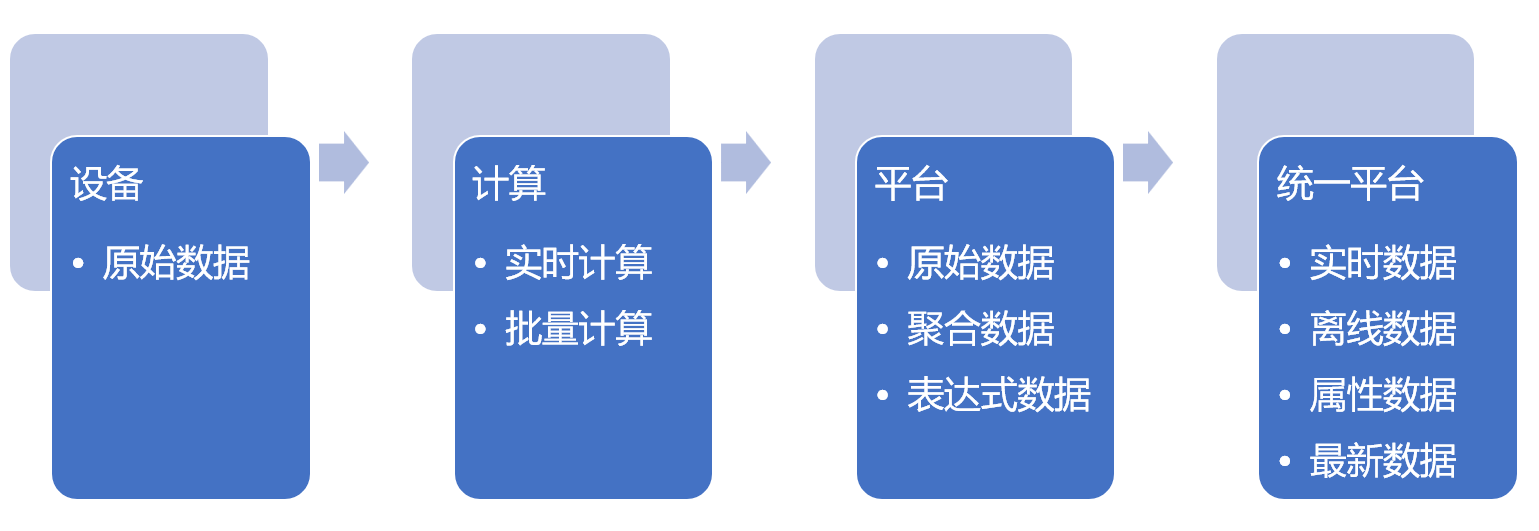 设备
• 原始数据
计算
• 实时计算
• 批量计算
平台
• 原始数据
• 聚合数据
• 表达式数据
统一平台
• 实时数据
• 离线数据
• 属性数据
• 最新数据